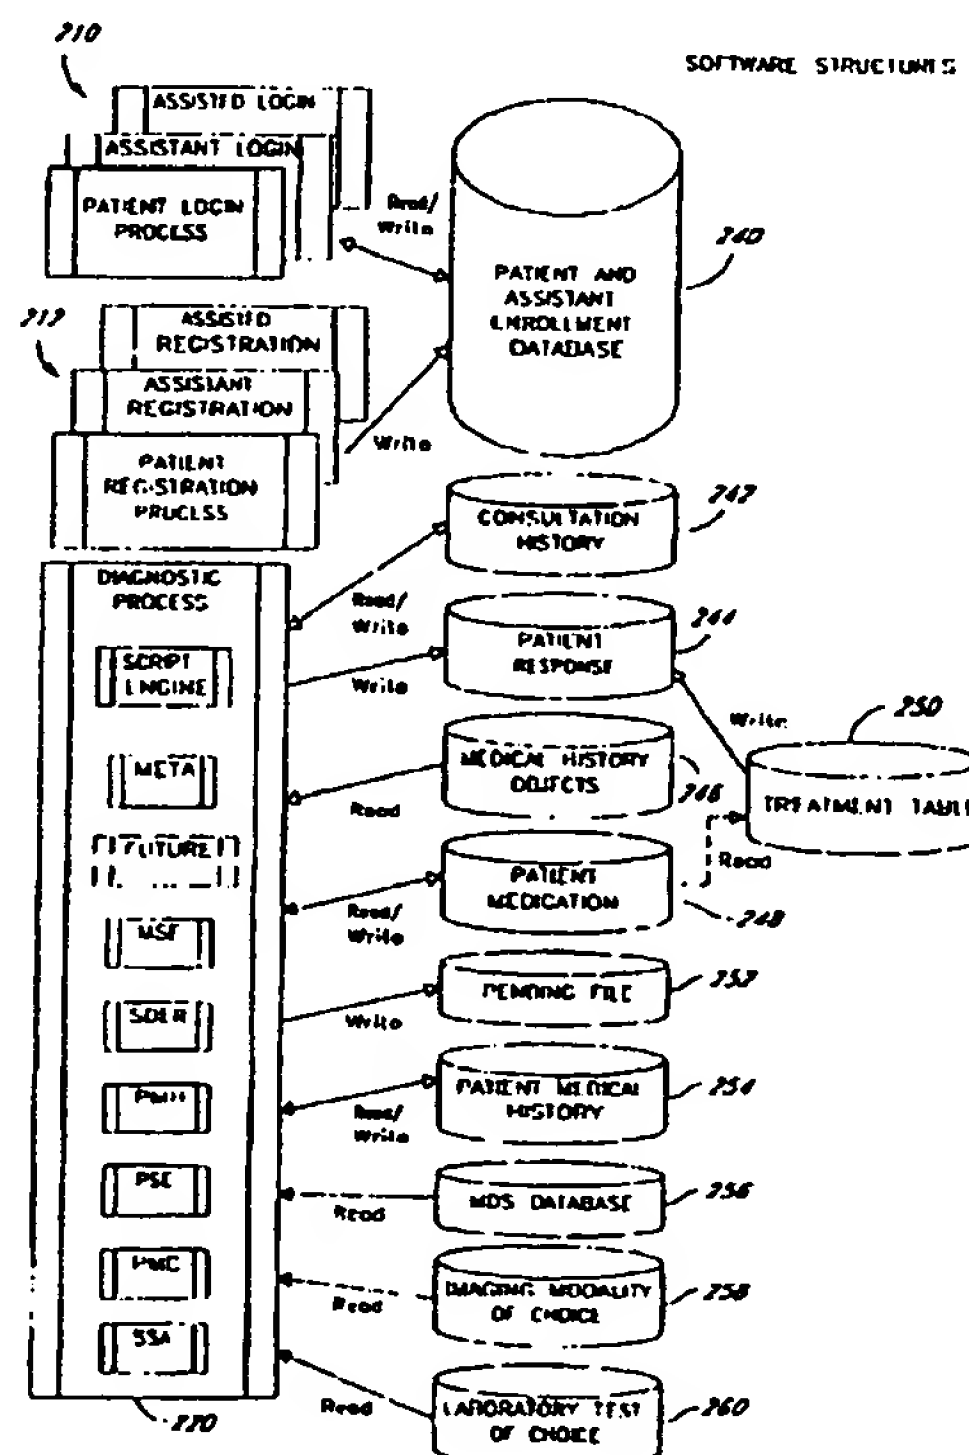 210
SOFTWARE STRUCTURES
ASSISTED LOGIN
ASSISTANT LOGIN
PATIENT LOGIN
PROCESS
Read/
Write
240
PATIENT AND
ASSISTANT
ENROLLMENT
DATABASE
212
ASSISTED
REGISTRATION
ASSISTANT
REGISTRATION
Write
PATIENT
REGISTRATION
PROCESS
242
CONSULTATION
HISTORY
DIAGNOSTIC
PROCESS
Read/
Write
244
PATIENT
RESPONSE
SCRIPT
ENGINE
Write
Write
250
META
MEDICAL HISTORY
OBJECTS
246
TREATMENT TABLE
Read
Read
FUTURE
PATIENT
MEDICATION
248
Read/
Write
MSF
252
PENDING FILE
SDER
Write
254
PATIENT MEDICAL
HISTORY
PMH
Read/
Write
PSE
256
MDS DATABASE
Read
PMC
258
IMAGING MODALITY
OF CHOICE
Read
SSA
260
LABORATORY TEST
OF CHOICE
Read
220